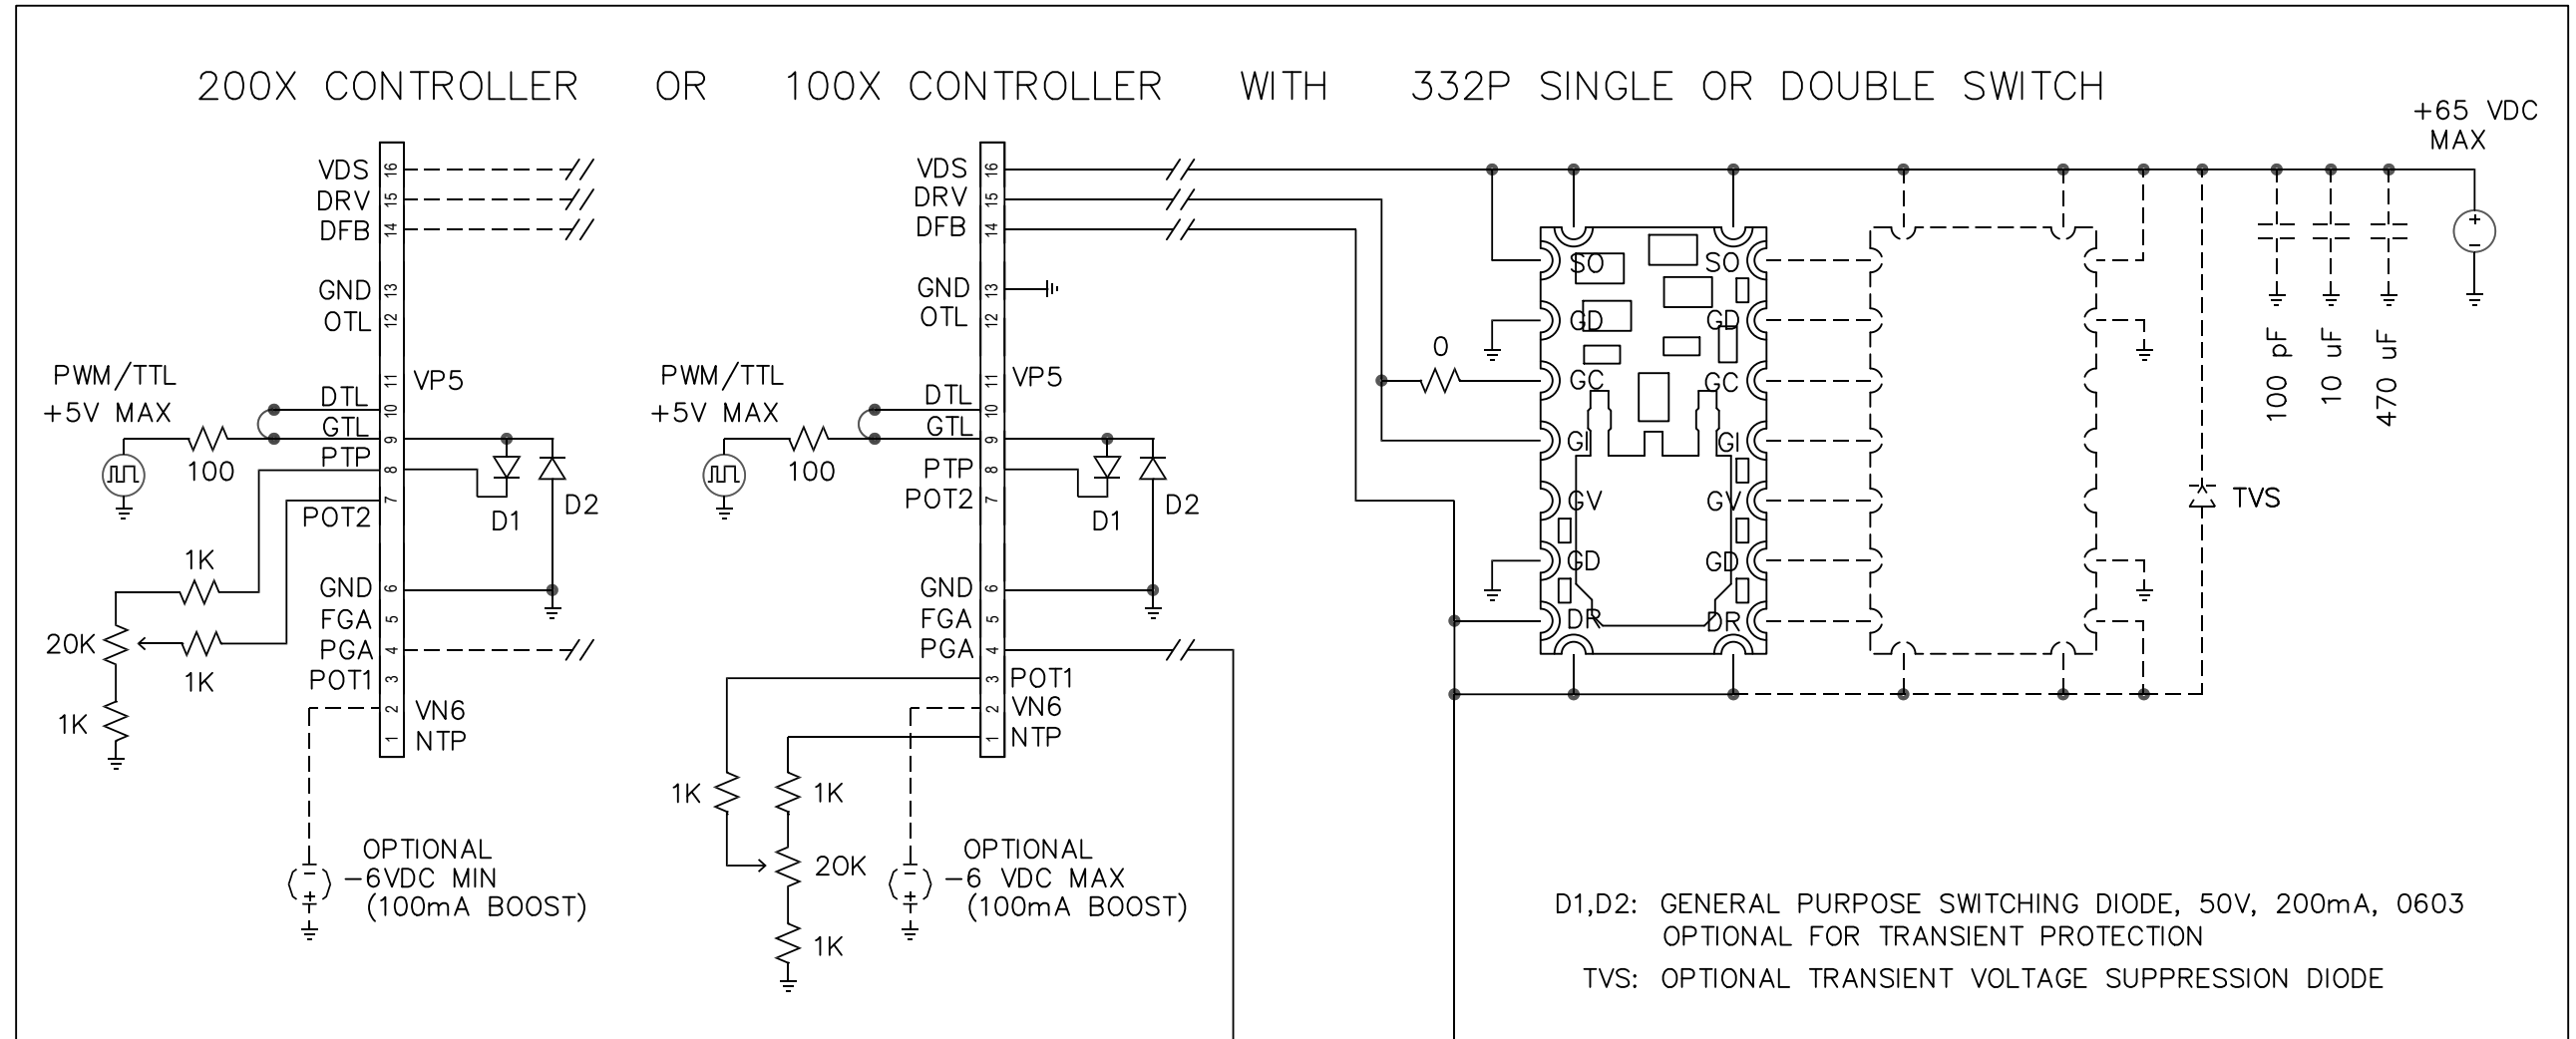 200X CONTROLLER OR 100X CONTROLLER WITH 332P SINGLE OR DOUBLE SWITCH
+65 VDC
MAX
VDS 16
DRV 15
DFB 14
GND 13
OTL 12
11 VP5
PWM/TTL
+5V MAX
DTL 10
GTL 9
100
PTP 8
7
POT2
D1
D2
1K
20K
1K
1K
GND 6
FGA 5
PGA 4
POT1 3
2 VN6
1 NTP
OPTIONAL
-6VDC MIN
(100mA BOOST)
VDS 16
DRV 15
DFB 14
GND 13
OTL 12
11 VP5
PWM/TTL
+5V MAX
DTL 10
GTL 9
100
PTP 8
POT2 7
D1
D2
GND 6
FGA 5
PGA 4
3 POT1
2 VN6
1 NTP
1K
1K
20K
1K
OPTIONAL
-6 VDC MAX
(100mA BOOST)
0
SO SO
GD GD
GC GC
GI GI
GV GV
GD GD
DR DR
TVS
100 pF
10 uF
470 uF
+
-
D1,D2: GENERAL PURPOSE SWITCHING DIODE, 50V, 200mA, 0603
OPTIONAL FOR TRANSIENT PROTECTION
TVS: OPTIONAL TRANSIENT VOLTAGE SUPPRESSION DIODE